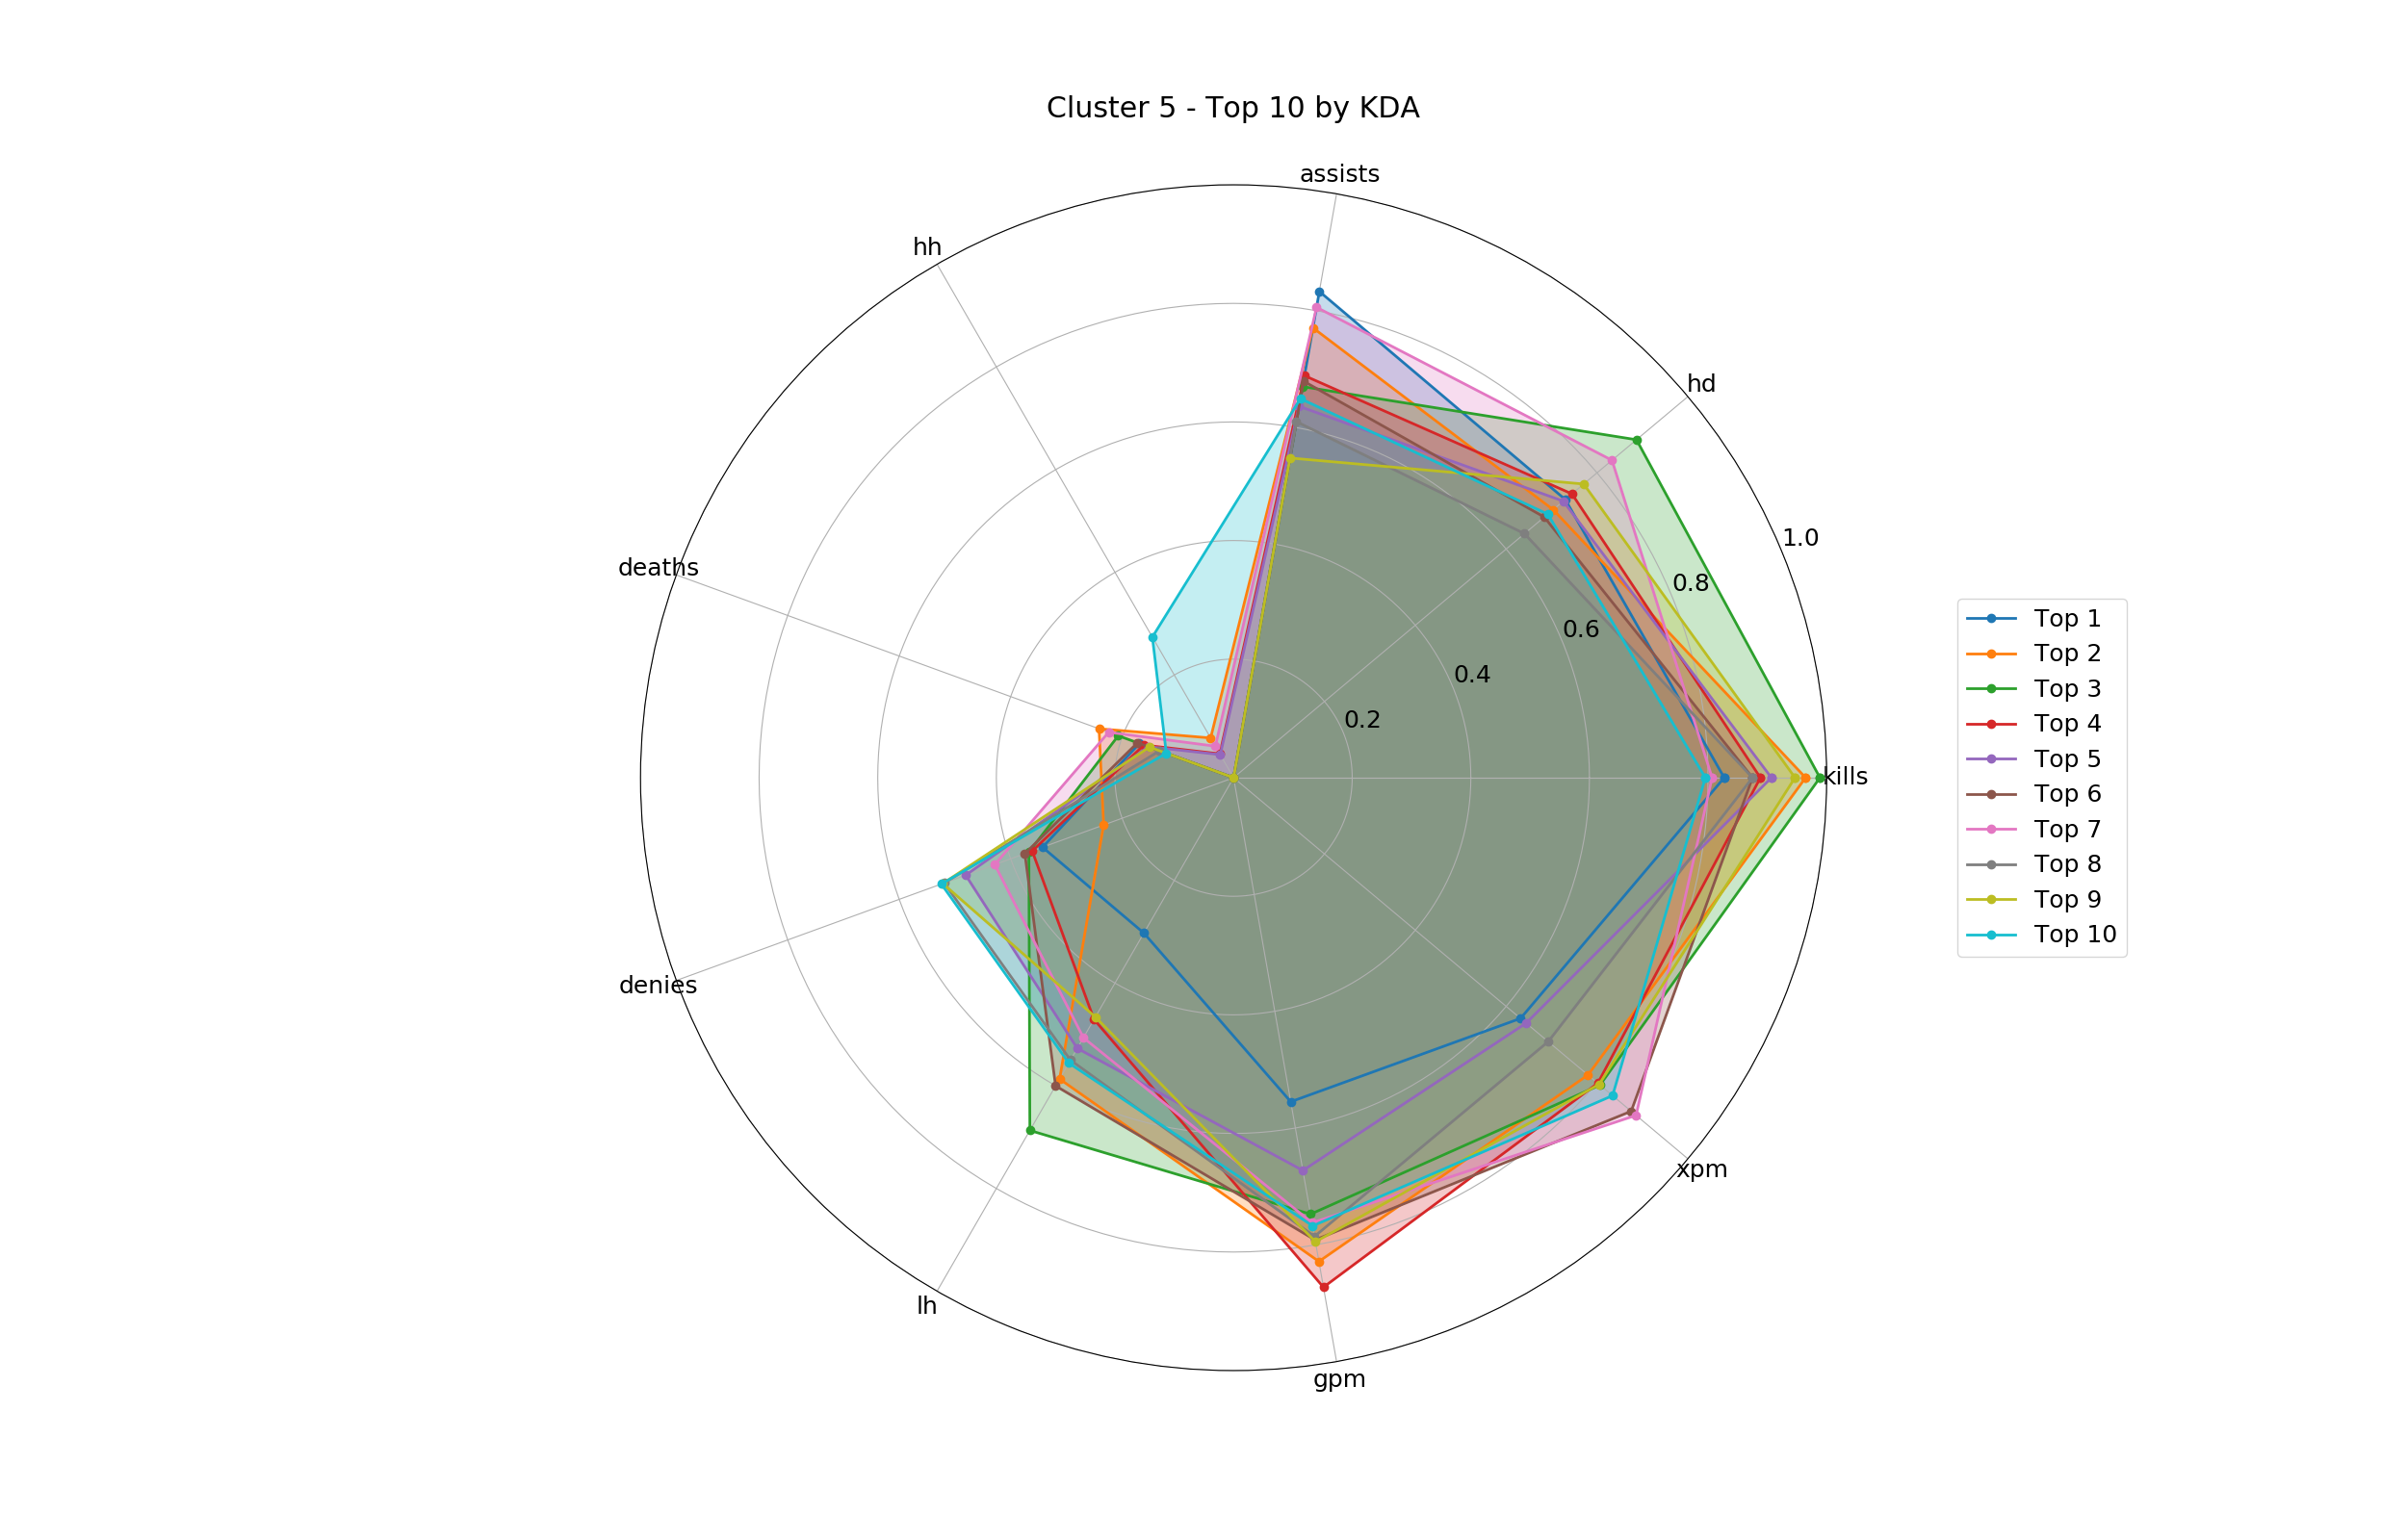 Cluster 5 - Top 10 by KDA
assists
hh
hd
1.0
deaths
0.8
0.6
0.4
0.2
kills
denies
xpm
lh
gpm
Top 1
Top 2
Top 3
Top 4
Top 5
Top 6
Top 7
Top 8
Top 9
Top 10